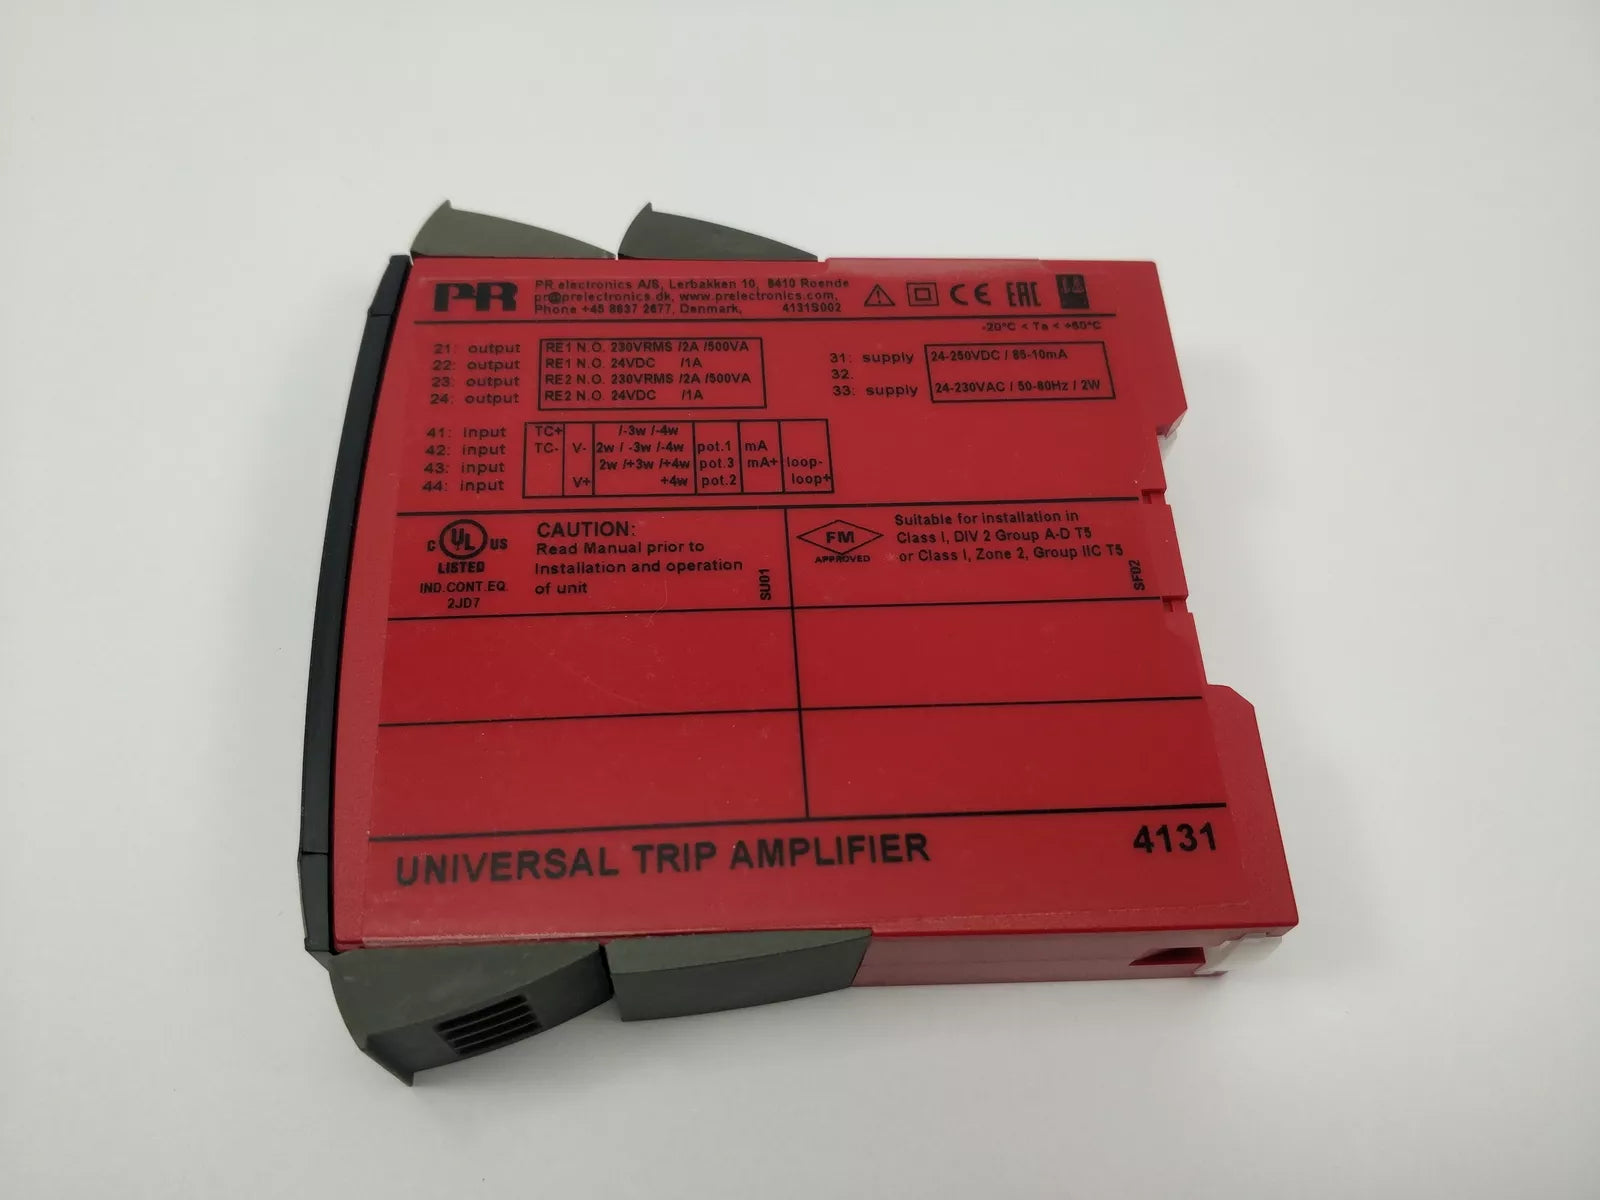 PR
PR electronics A/S, Lerbakken 10, 8410 Roende
pr@prelectronics.dk, www.prelectronics.com,
Phone +45 8637 2677, Denmark, 4131S002
CE EAC
-20°C < Ta < +60°C
21: output RE1 N.O. 230VRMS /2A /500VA
22: output RE1 N.O. 24VDC /1A
23: output RE2 N.O. 230VRMS /2A /500VA
24: output RE2 N.O. 24VDC /1A
31: supply 24-250VDC / 85-10mA
32:
33: supply 24-230VAC / 50-60Hz / 2W
41: input TC+ /-3w /-4w
42: input TC- V- 2w / -3w /-4w pot.1 mA
43: input 2w /+3w /+4w pot.3 mA+ loop-
44: input V+ +4w pot.2 loop+
C UL US
LISTED
IND.CONT.EQ.
2JD7
CAUTION:
Read Manual prior to
Installation and operation
of unit
SU01
FM
APPROVED
Suitable for installation in
Class I, DIV 2 Group A-D T5
or Class I, Zone 2, Group IIC T5
SF02
UNIVERSAL TRIP AMPLIFIER 4131